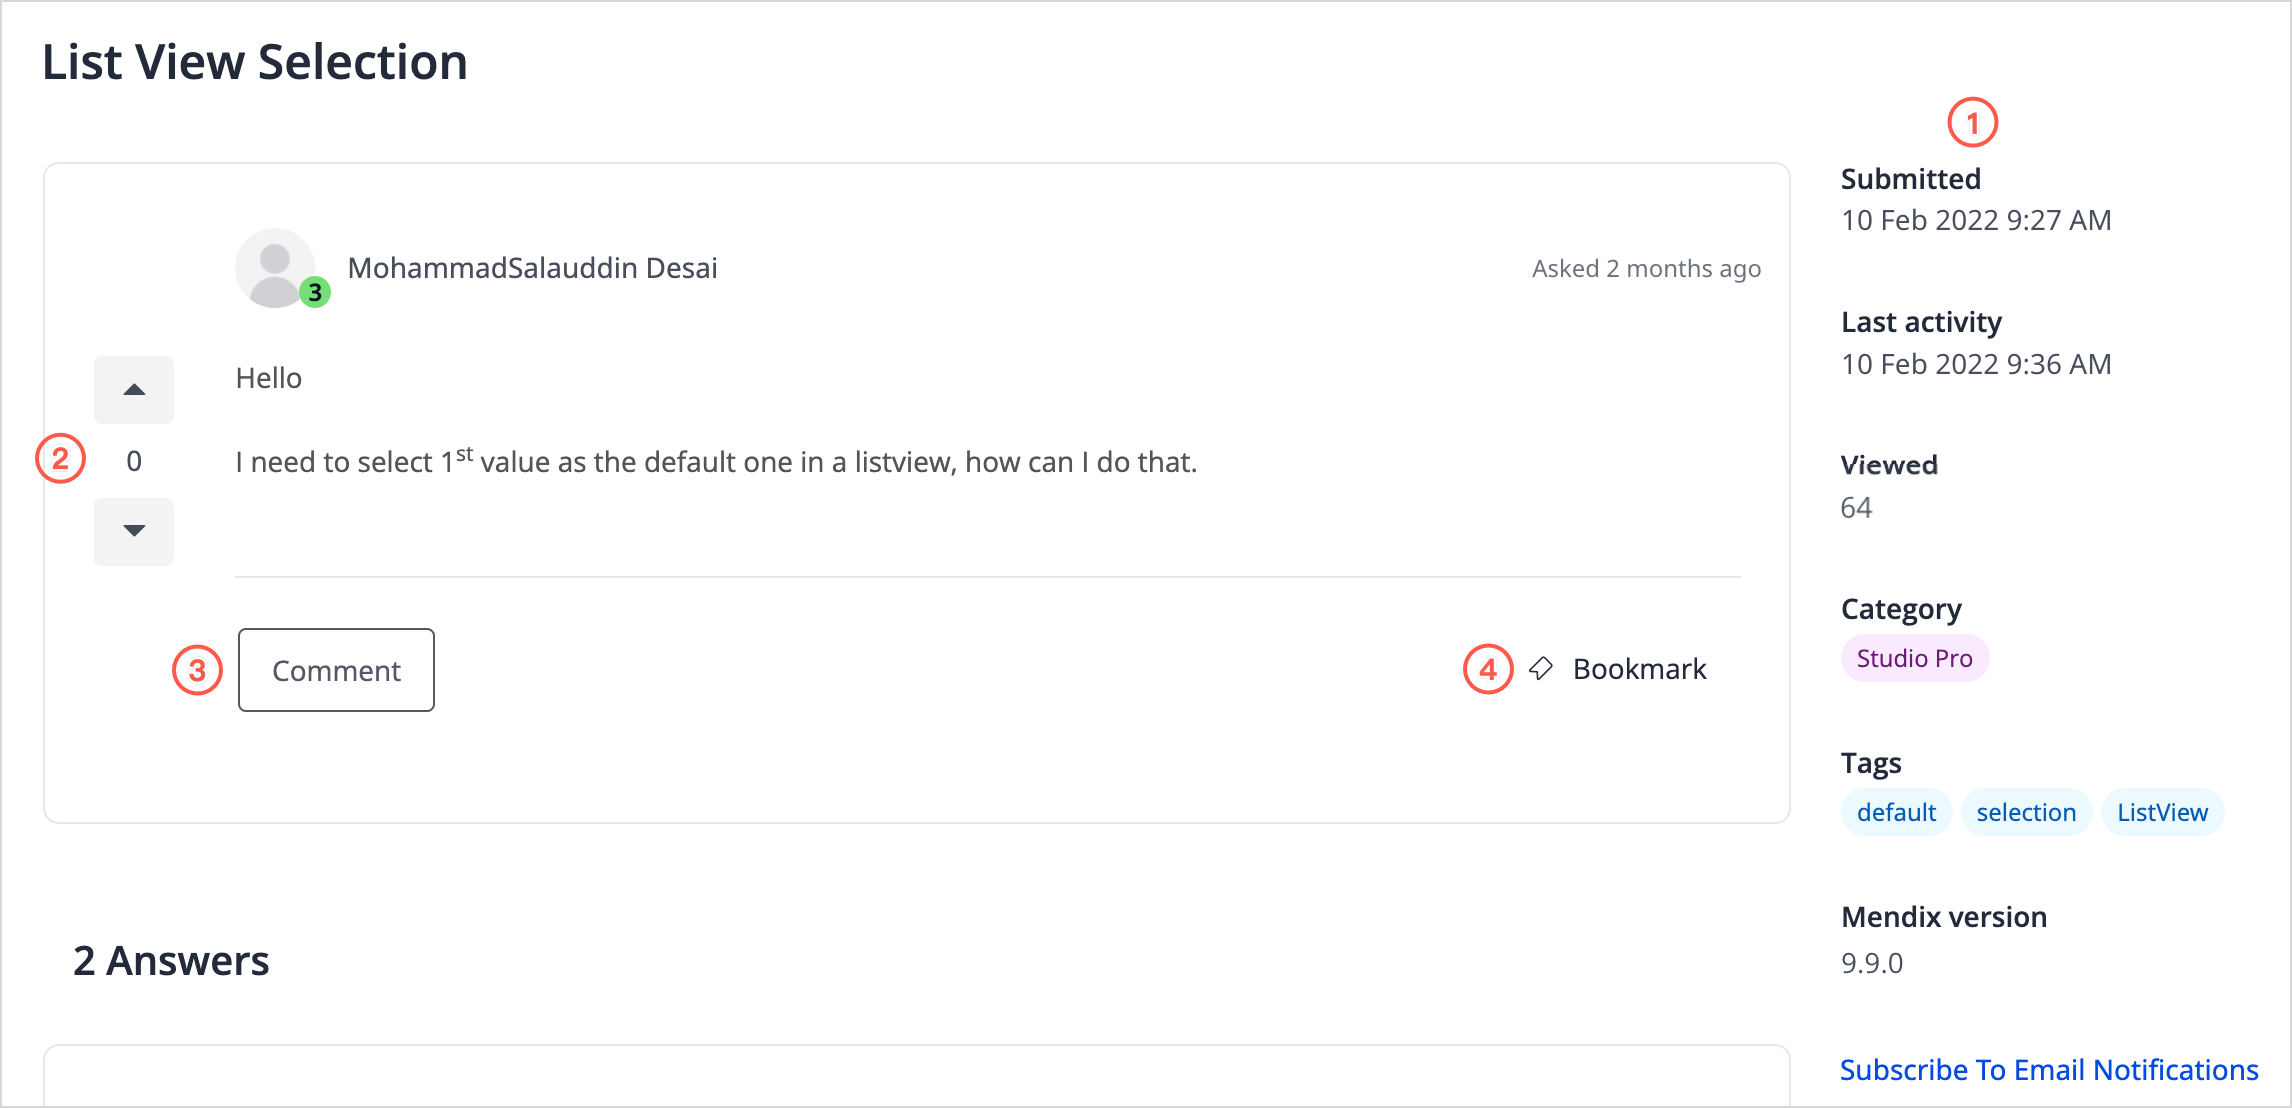 List View Selection
1
3
MohammadSalauddin Desai
Asked 2 months ago
Hello
2
0
I need to select 1st value as the default one in a listview, how can I do that.
3
Comment
4
Bookmark
2 Answers
Submitted
10 Feb 2022 9:27 AM
Last activity
10 Feb 2022 9:36 AM
Viewed
64
Category
Studio Pro
Tags
default selection ListView
Mendix version
9.9.0
Subscribe To Email Notifications